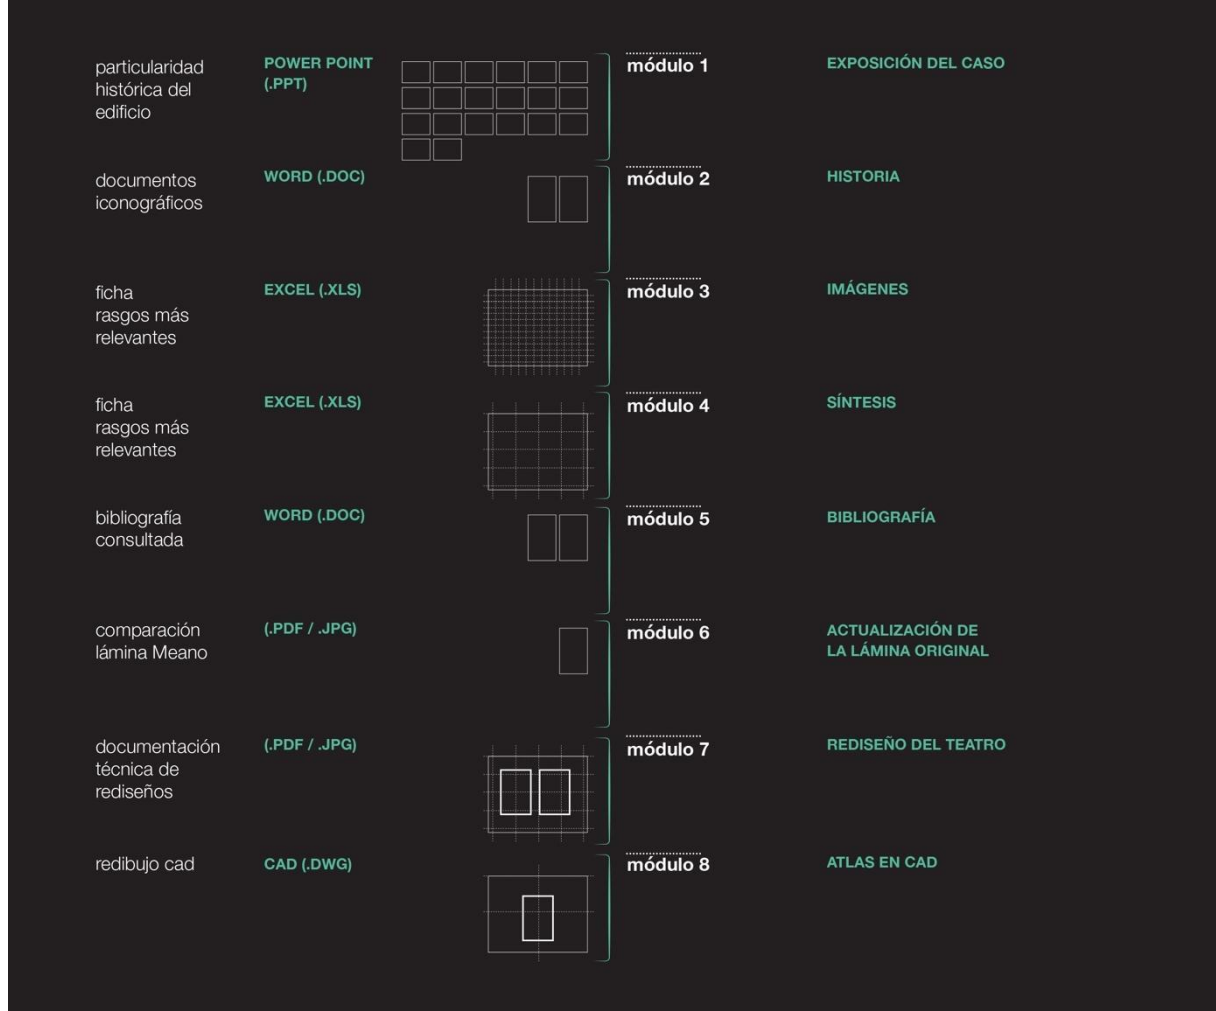 particularidad
histórica del
edificio
POWER POINT
(.PPT)
módulo 1
EXPOSICIÓN DEL CASO
documentos
iconográficos
WORD (.DOC)
módulo 2
HISTORIA
ficha
rasgos más
relevantes
EXCEL (.XLS)
módulo 3
IMÁGENES
ficha
rasgos más
relevantes
EXCEL (.XLS)
módulo 4
SÍNTESIS
bibliografía
consultada
WORD (.DOC)
módulo 5
BIBLIOGRAFÍA
comparación
lámina Meano
(.PDF / .JPG)
módulo 6
ACTUALIZACIÓN DE
LA LÁMINA ORIGINAL
documentación
técnica de
rediseños
(.PDF / .JPG)
módulo 7
REDISEÑO DEL TEATRO
redibujo cad
CAD (.DWG)
módulo 8
ATLAS EN CAD